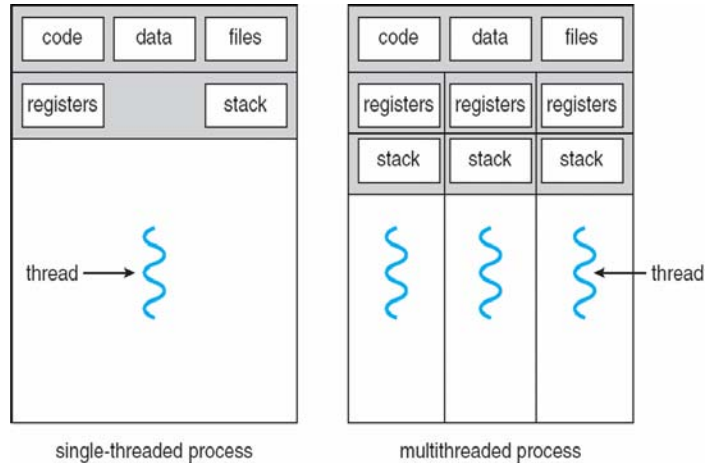 code data files
registers stack
thread
single-threaded process
code data files
registers registers registers
stack stack stack
thread
multithreaded process